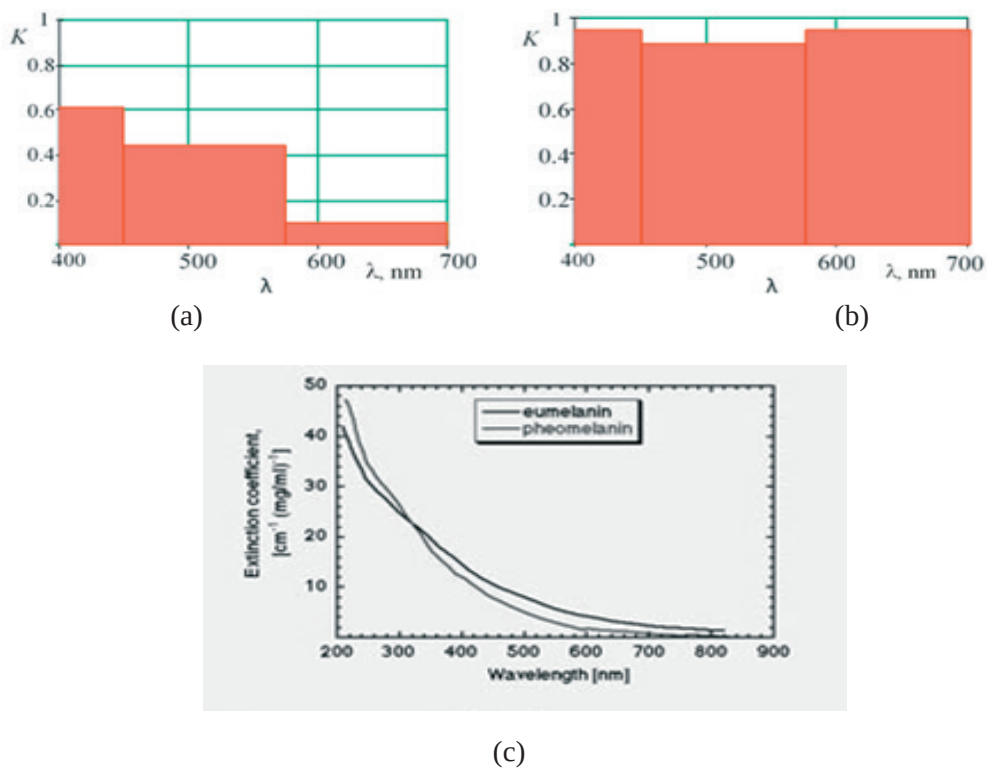 K
1
0.8
0.6
0.4
0.2
400
500
600
λ, nm
700
λ
(a)
K
1
0.8
0.6
0.4
0.2
400
500
600
λ, nm
700
λ
(b)
Extinction coefficient,
[cm⁻¹ (mg/ml)⁻¹]
50
40
30
20
10
eumelanin
pheomelanin
200 300 400 500 600 700 800 900
Wavelength [nm]
(c)